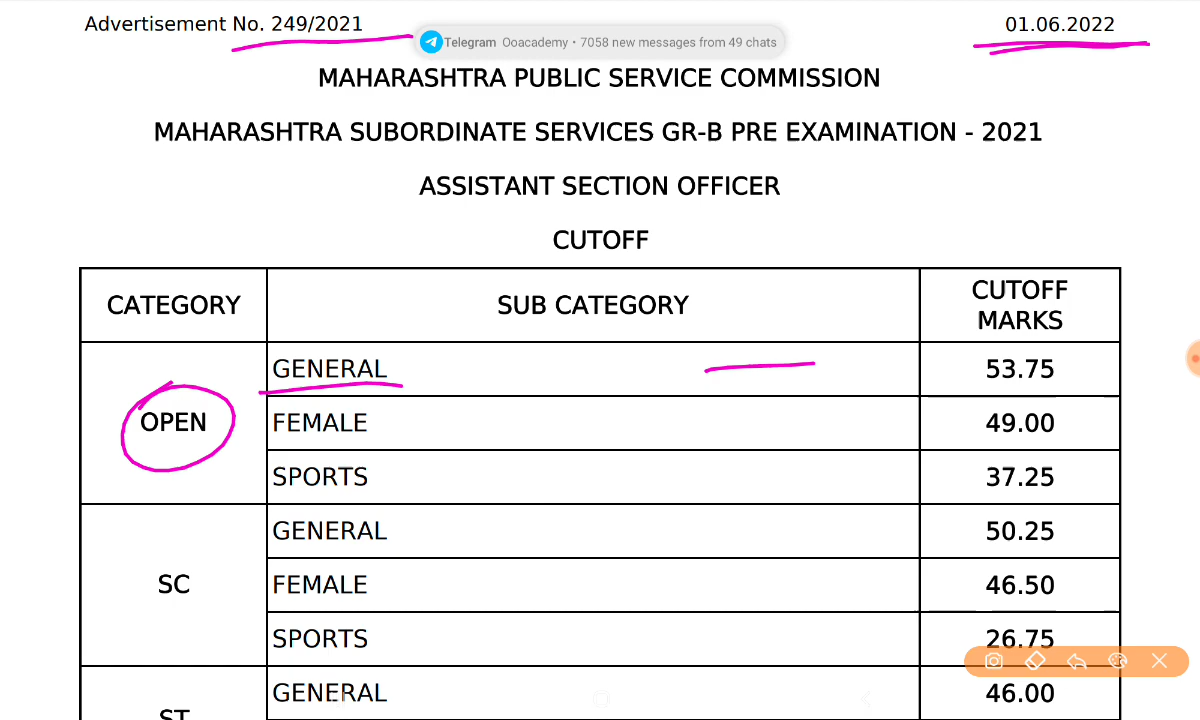 Advertisement No. 249/2021 01.06.2022
Telegram Ooacademy • 7058 new messages from 49 chats
MAHARASHTRA PUBLIC SERVICE COMMISSION
MAHARASHTRA SUBORDINATE SERVICES GR-B PRE EXAMINATION - 2021
ASSISTANT SECTION OFFICER
CUTOFF
CATEGORY SUB CATEGORY CUTOFF MARKS
OPEN GENERAL 53.75
FEMALE 49.00
SPORTS 37.25
SC GENERAL 50.25
FEMALE 46.50
SPORTS 26.75
ST GENERAL 46.00